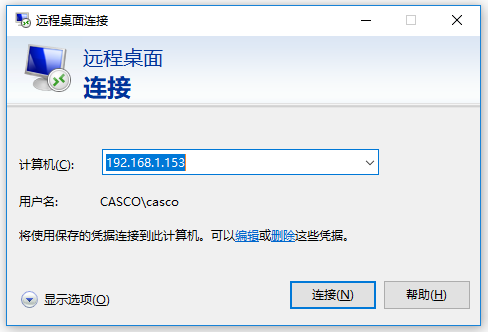 远程桌面连接
远程桌面
连接
计算机(C):
192.168.1.153
用户名:
CASCO\casco
将使用保存的凭据连接到此计算机。可以编辑或删除这些凭据。
显示选项(O)
连接(N)
帮助(H)